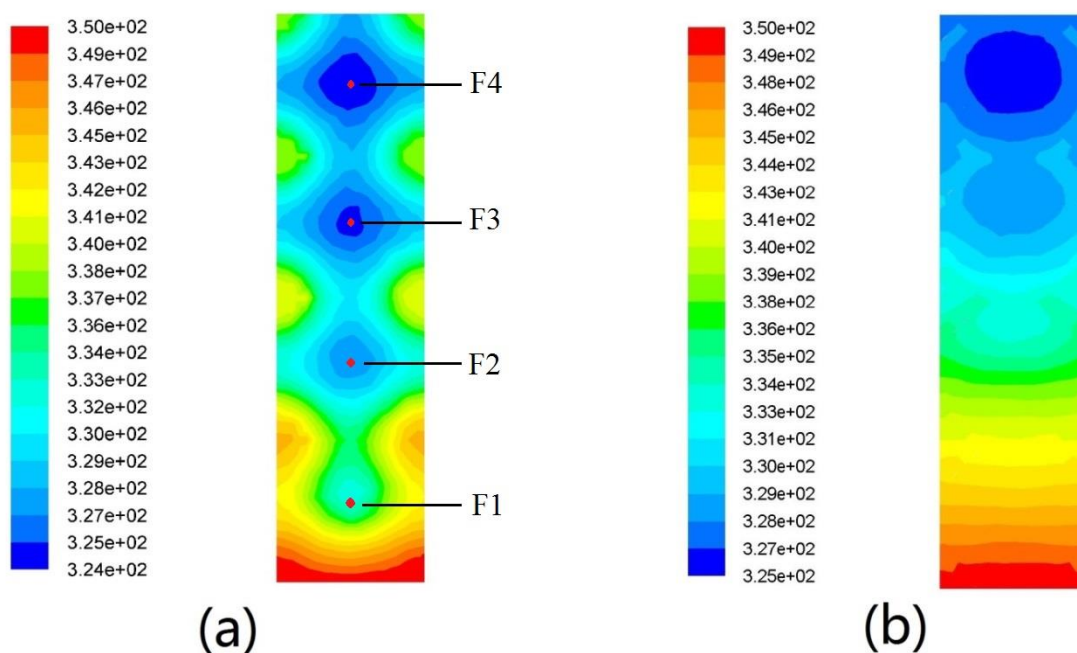 3.50e+02
3.49e+02
3.47e+02
3.46e+02
3.45e+02
3.43e+02
3.42e+02
3.41e+02
3.40e+02
3.38e+02
3.37e+02
3.36e+02
3.34e+02
3.33e+02
3.32e+02
3.30e+02
3.29e+02
3.28e+02
3.27e+02
3.25e+02
3.24e+02
F4
F3
F2
F1
(a)
3.50e+02
3.49e+02
3.48e+02
3.46e+02
3.45e+02
3.44e+02
3.43e+02
3.41e+02
3.40e+02
3.39e+02
3.38e+02
3.36e+02
3.35e+02
3.34e+02
3.33e+02
3.31e+02
3.30e+02
3.29e+02
3.28e+02
3.27e+02
3.25e+02
(b)